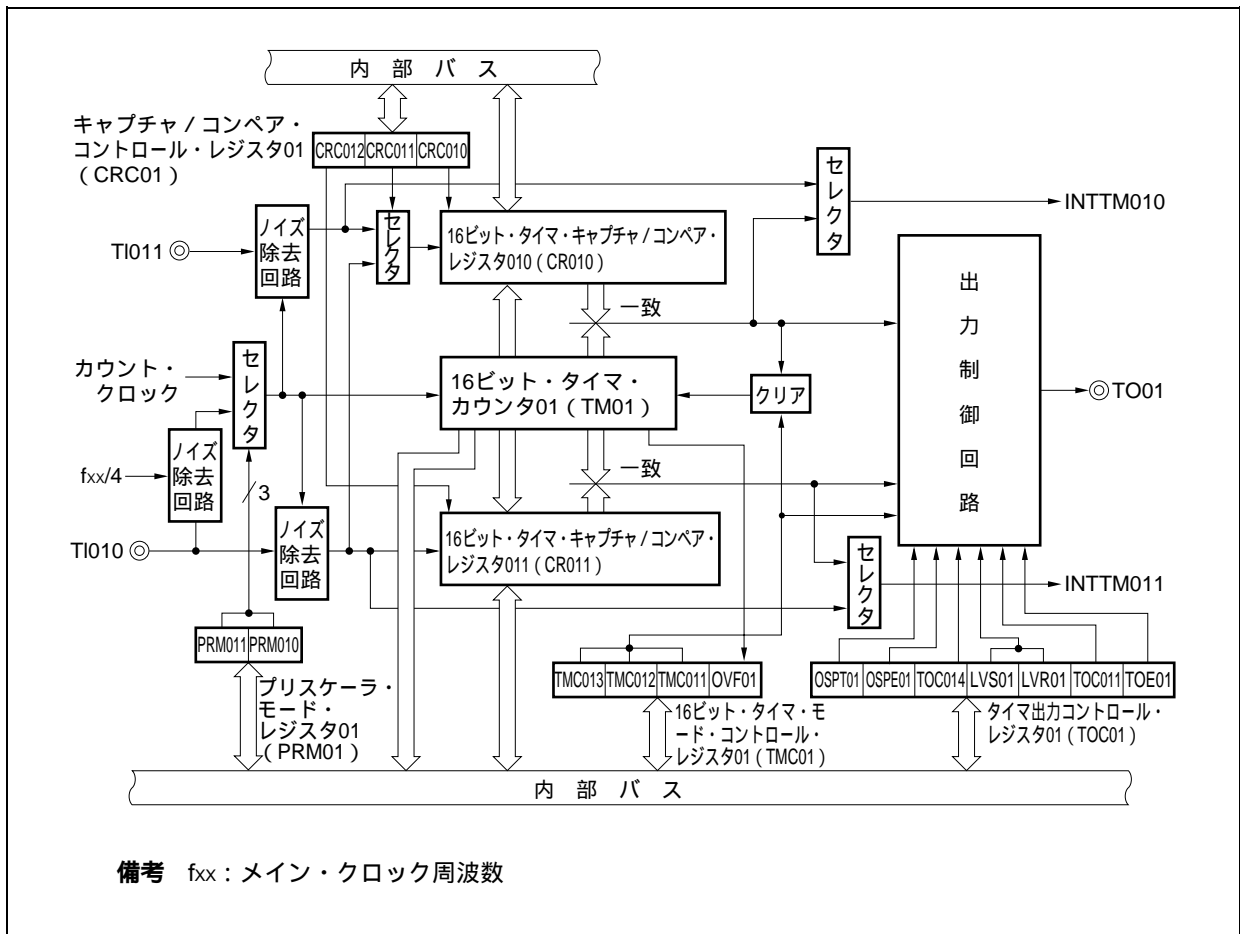 内 部 バ ス
キャプチャ / コンペア・
コントロール・レジスタ01
( CRC01 )
CRC012 CRC011 CRC010
TI011
ノイズ
除去
回路
セレクタ
16ビット・タイマ・キャプチャ / コンペア・
レジスタ010 ( CR010 )
セレクタ
INTTM010
一致
カウント・
クロック
セレクタ
16ビット・タイマ・
カウンタ01 ( TM01 )
クリア
出力制御回路
TO01
fxx/4
ノイズ
除去
回路
3
一致
TI010
ノイズ
除去
回路
16ビット・タイマ・キャプチャ / コンペア・
レジスタ011 ( CR011 )
セレクタ
INTTM011
PRM011 PRM010
プリスケーラ・
モード・
レジスタ01
( PRM01 )
TMC013 TMC012 TMC011 OVF01
16ビット・タイマ・モ
ード・コントロール・
レジスタ01 ( TMC01 )
OSPT01 OSPE01 TOC014 LVS01 LVR01 TOC011 TOE01
タイマ出力コントロール・
レジスタ01 ( TOC01 )
内 部 バ ス
備考 fxx : メイン・クロック周波数